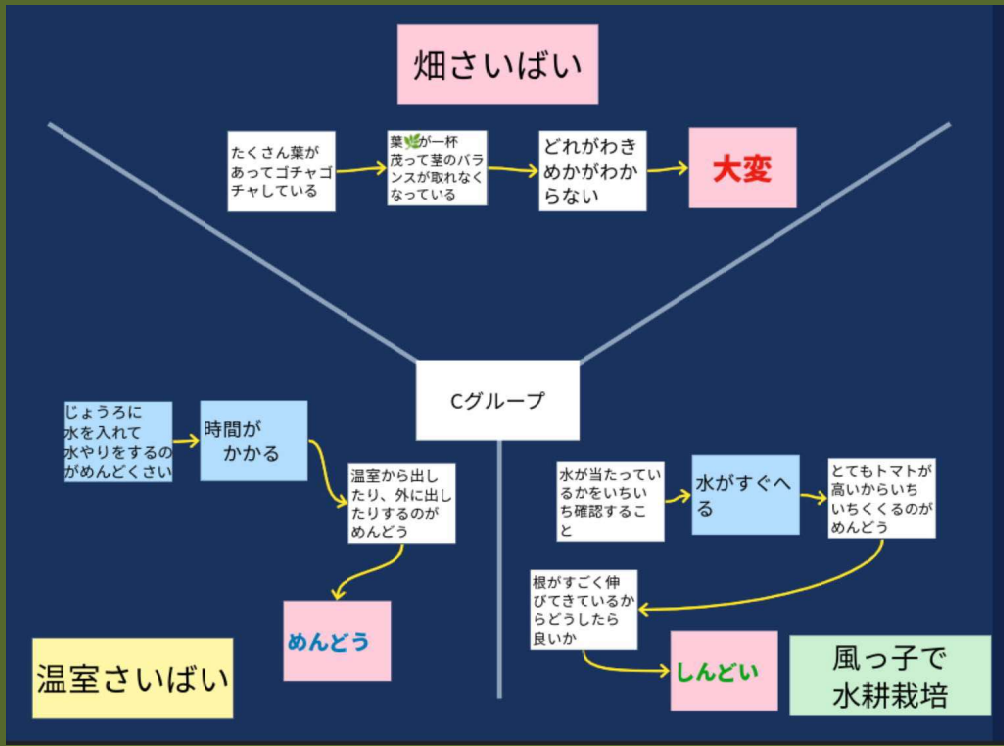 畑さいばい
たくさん葉が
あってゴチャゴ
チャしている
葉🌿が一杯
茂って茎のバラ
ンスが取れなく
なっている
どれがわき
めかがわか
らない
大変
Cグループ
じょうろに
水を入れて
水やりをするの
がめんどくさい
時間が
かかる
温室から出し
たり、外に出し
たりするのが
めんどう
めんどう
温室さいばい
水が当たってい
るかをいちい
ち確認するこ
と
水がすぐへ
る
とてもトマトが
高いからいち
いちくくるのが
めんどう
根がすごく伸
びてきているか
らどうしたら
良いか
しんどい
風っ子で
水耕栽培